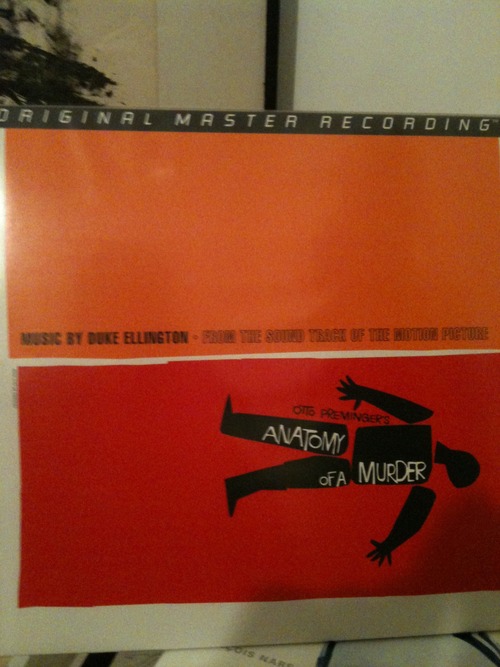 ORIGINAL MASTER RECORDING™
MUSIC BY DUKE ELLINGTON • FROM THE SOUND TRACK OF THE MOTION PICTURE
OTTO PREMINGER'S
ANATOMY
OF A MURDER